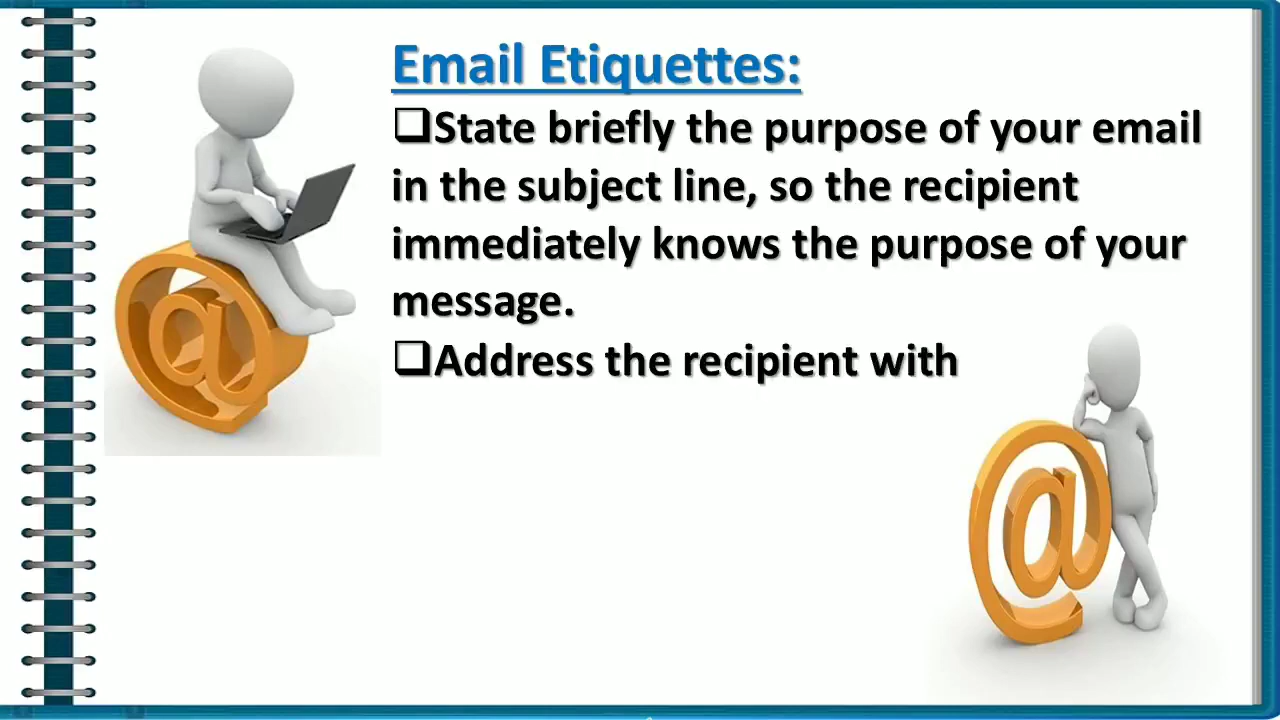 Email Etiquettes:
❑State briefly the purpose of your email
in the subject line, so the recipient
immediately knows the purpose of your
message.
❑Address the recipient with